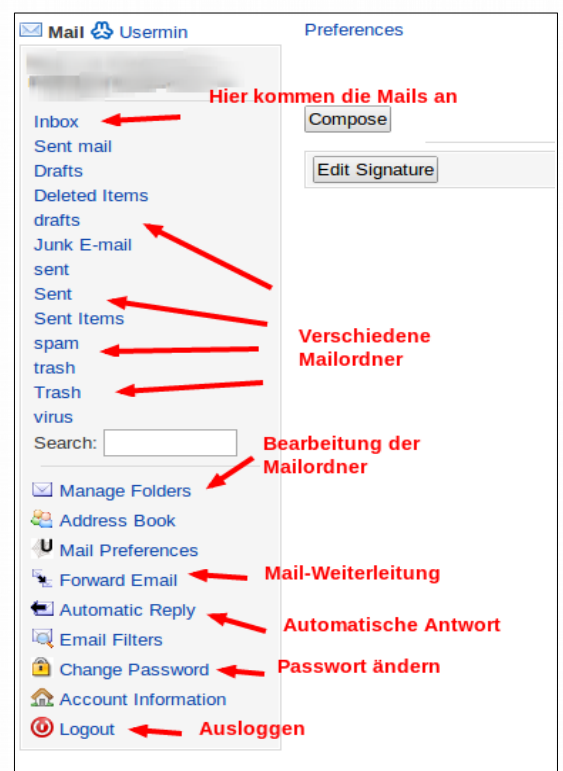 Mail Usermin
Preferences
Hier kommen die Mails an
Inbox
Compose
Sent mail
Drafts
Edit Signature
Deleted Items
drafts
Junk E-mail
sent
Sent
Sent Items
Verschiedene
Mailordner
spam
trash
Trash
virus
Search:
Bearbeitung der
Mailordner
Manage Folders
Address Book
Mail Preferences
Forward Email
Mail-Weiterleitung
Automatic Reply
Automatische Antwort
Email Filters
Change Password
Passwort ändern
Account Information
Logout
Ausloggen